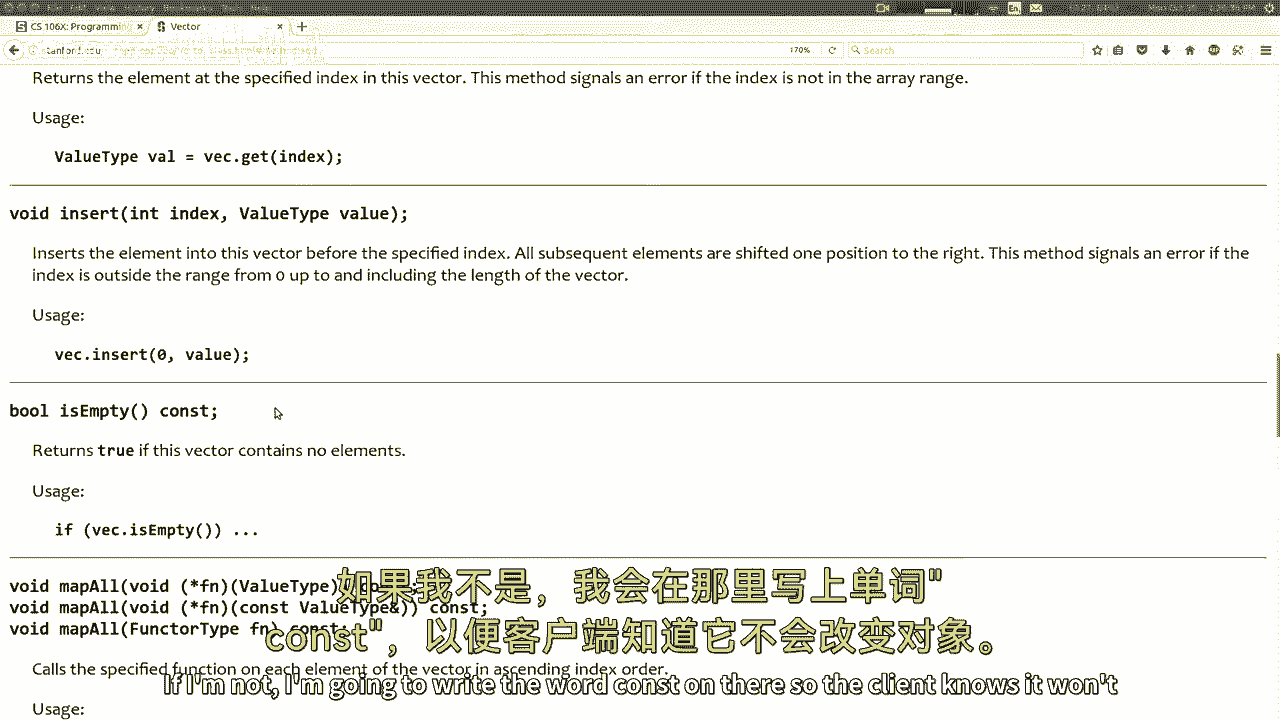 CS 106X: Programming
Vector
170%
Search
Returns the element at the specified index in this vector. This method signals an error if the index is not in the array range.
Usage:
ValueType val = vec.get(index);
void insert(int index, ValueType value);
Inserts the element into this vector before the specified index. All subsequent elements are shifted one position to the right. This method signals an error if the
index is outside the range from 0 up to and including the length of the vector.
Usage:
vec.insert(0, value);
bool isEmpty() const;
Returns true if this vector contains no elements.
Usage:
if (vec.isEmpty()) ...
void mapAll(void (*fn)(ValueType)) const;
void mapAll(void (*fn)(const ValueType&)) const;
void mapAll(FunctorType fn) const;
如果我不是，我会在那里写上单词"
const"，以便客户端知道它不会改变对象。
Calls the specified function on each element of the vector in ascending index order.
If I'm not, I'm going to write the word const on there so the client knows it won't
Usage: